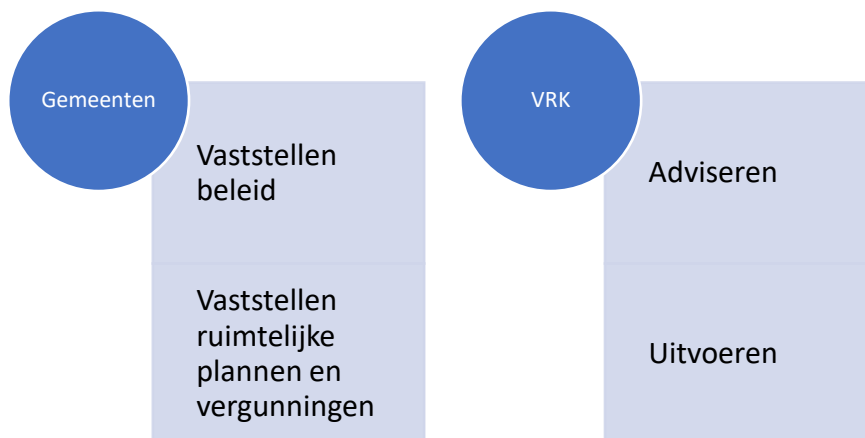 Gemeenten
Vaststellen
beleid
Vaststellen
ruimtelijke
plannen en
vergunningen
VRK
Adviseren
Uitvoeren